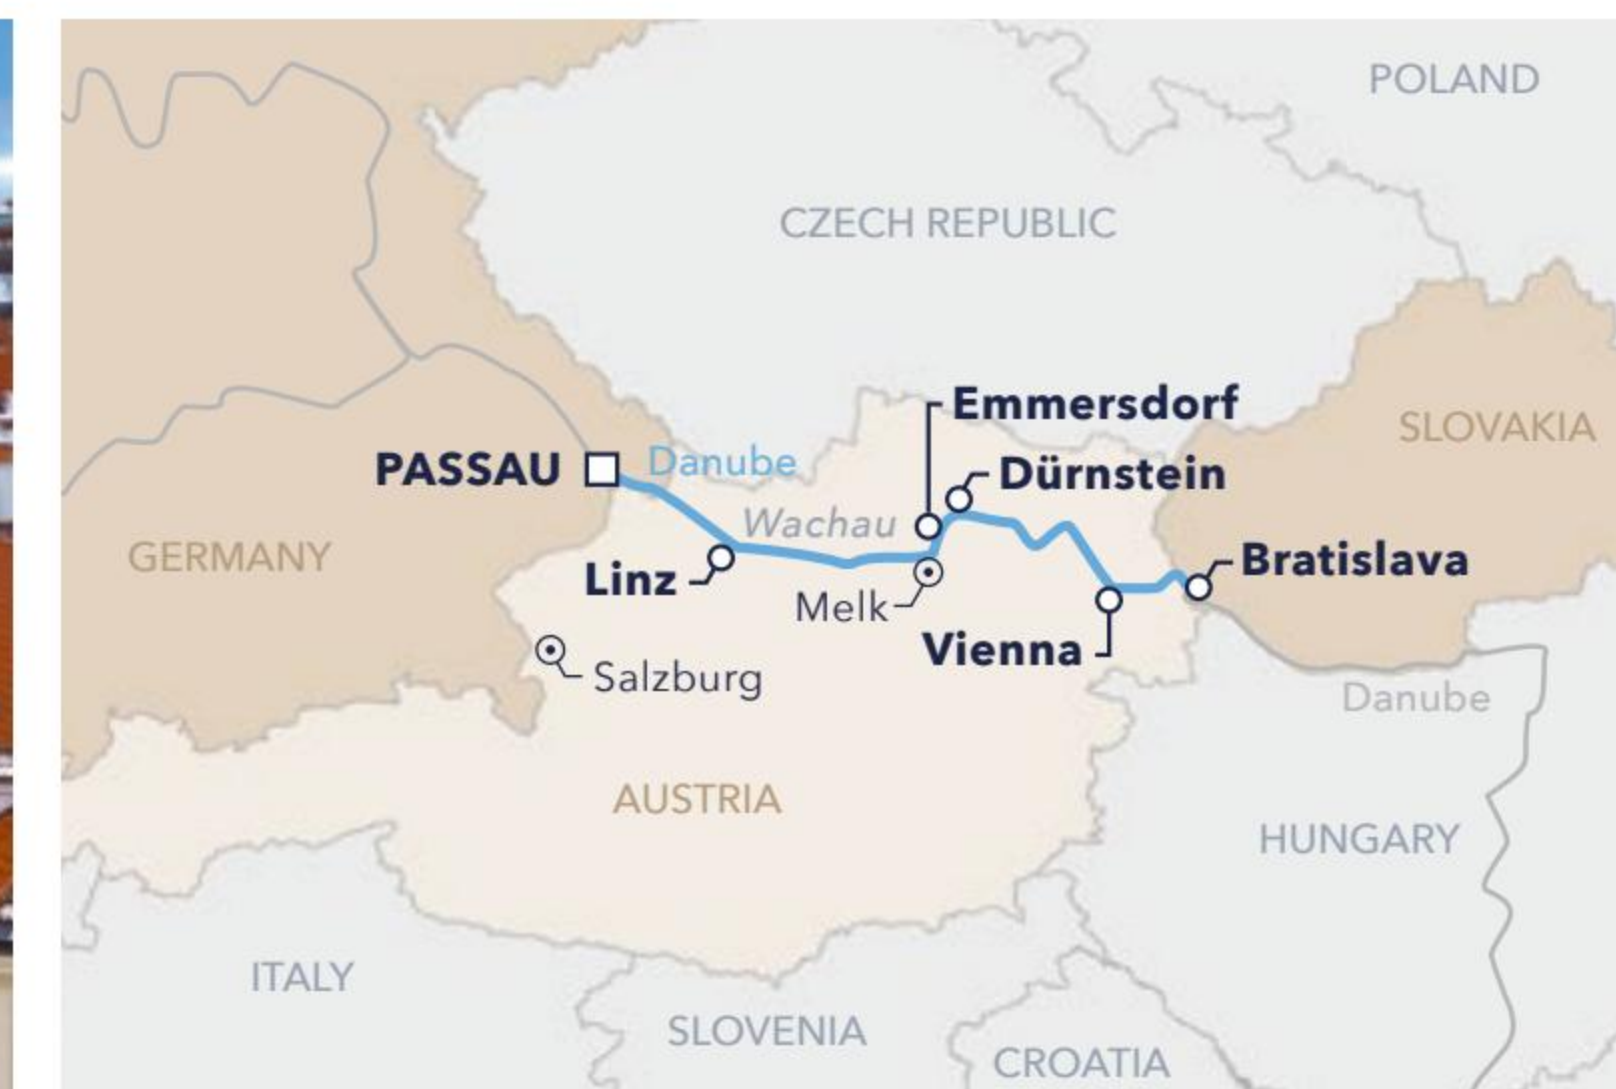 POLAND
CZECH REPUBLIC
Emmersdorf
SLOVAKIA
PASSAU
Danube
Dürnstein
Wachau
GERMANY
Linz
Bratislava
Melk
Vienna
Salzburg
Danube
AUSTRIA
HUNGARY
ITALY
SLOVENIA
CROATIA